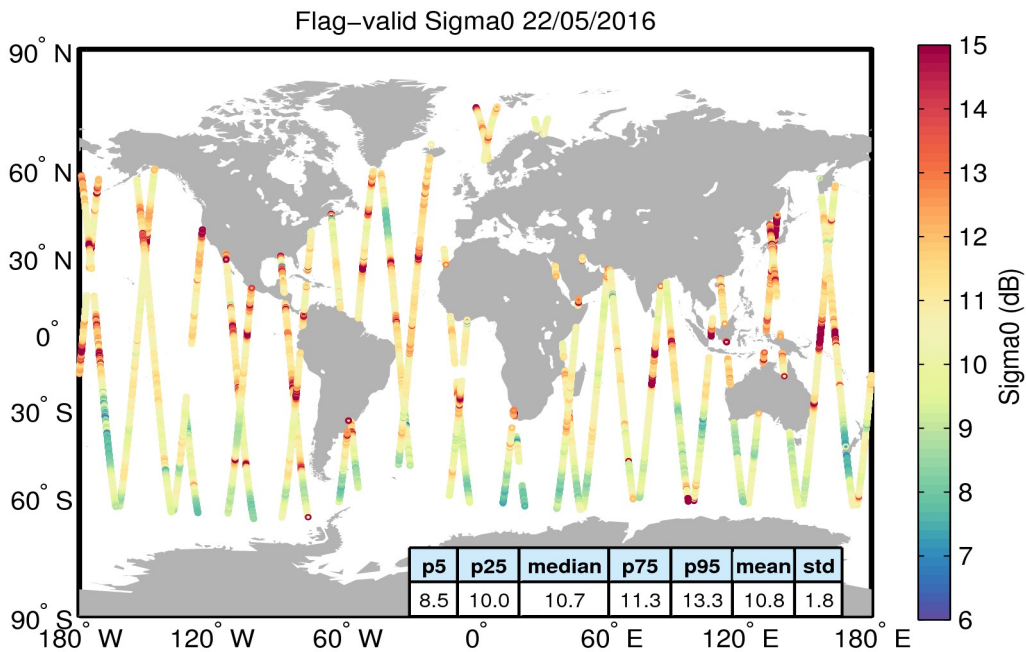 Flag−valid Sigma0 22/05/2016
90° N
60° N
30° N
0°
30° S
60° S
90° S
180° W
120° W
60° W
0°
60° E
120° E
180° E
p5 p25 median p75 p95 mean std
8.5 10.0 10.7 11.3 13.3 10.8 1.8
15
14
13
12
11
10
9
8
7
6
Sigma0 (dB)